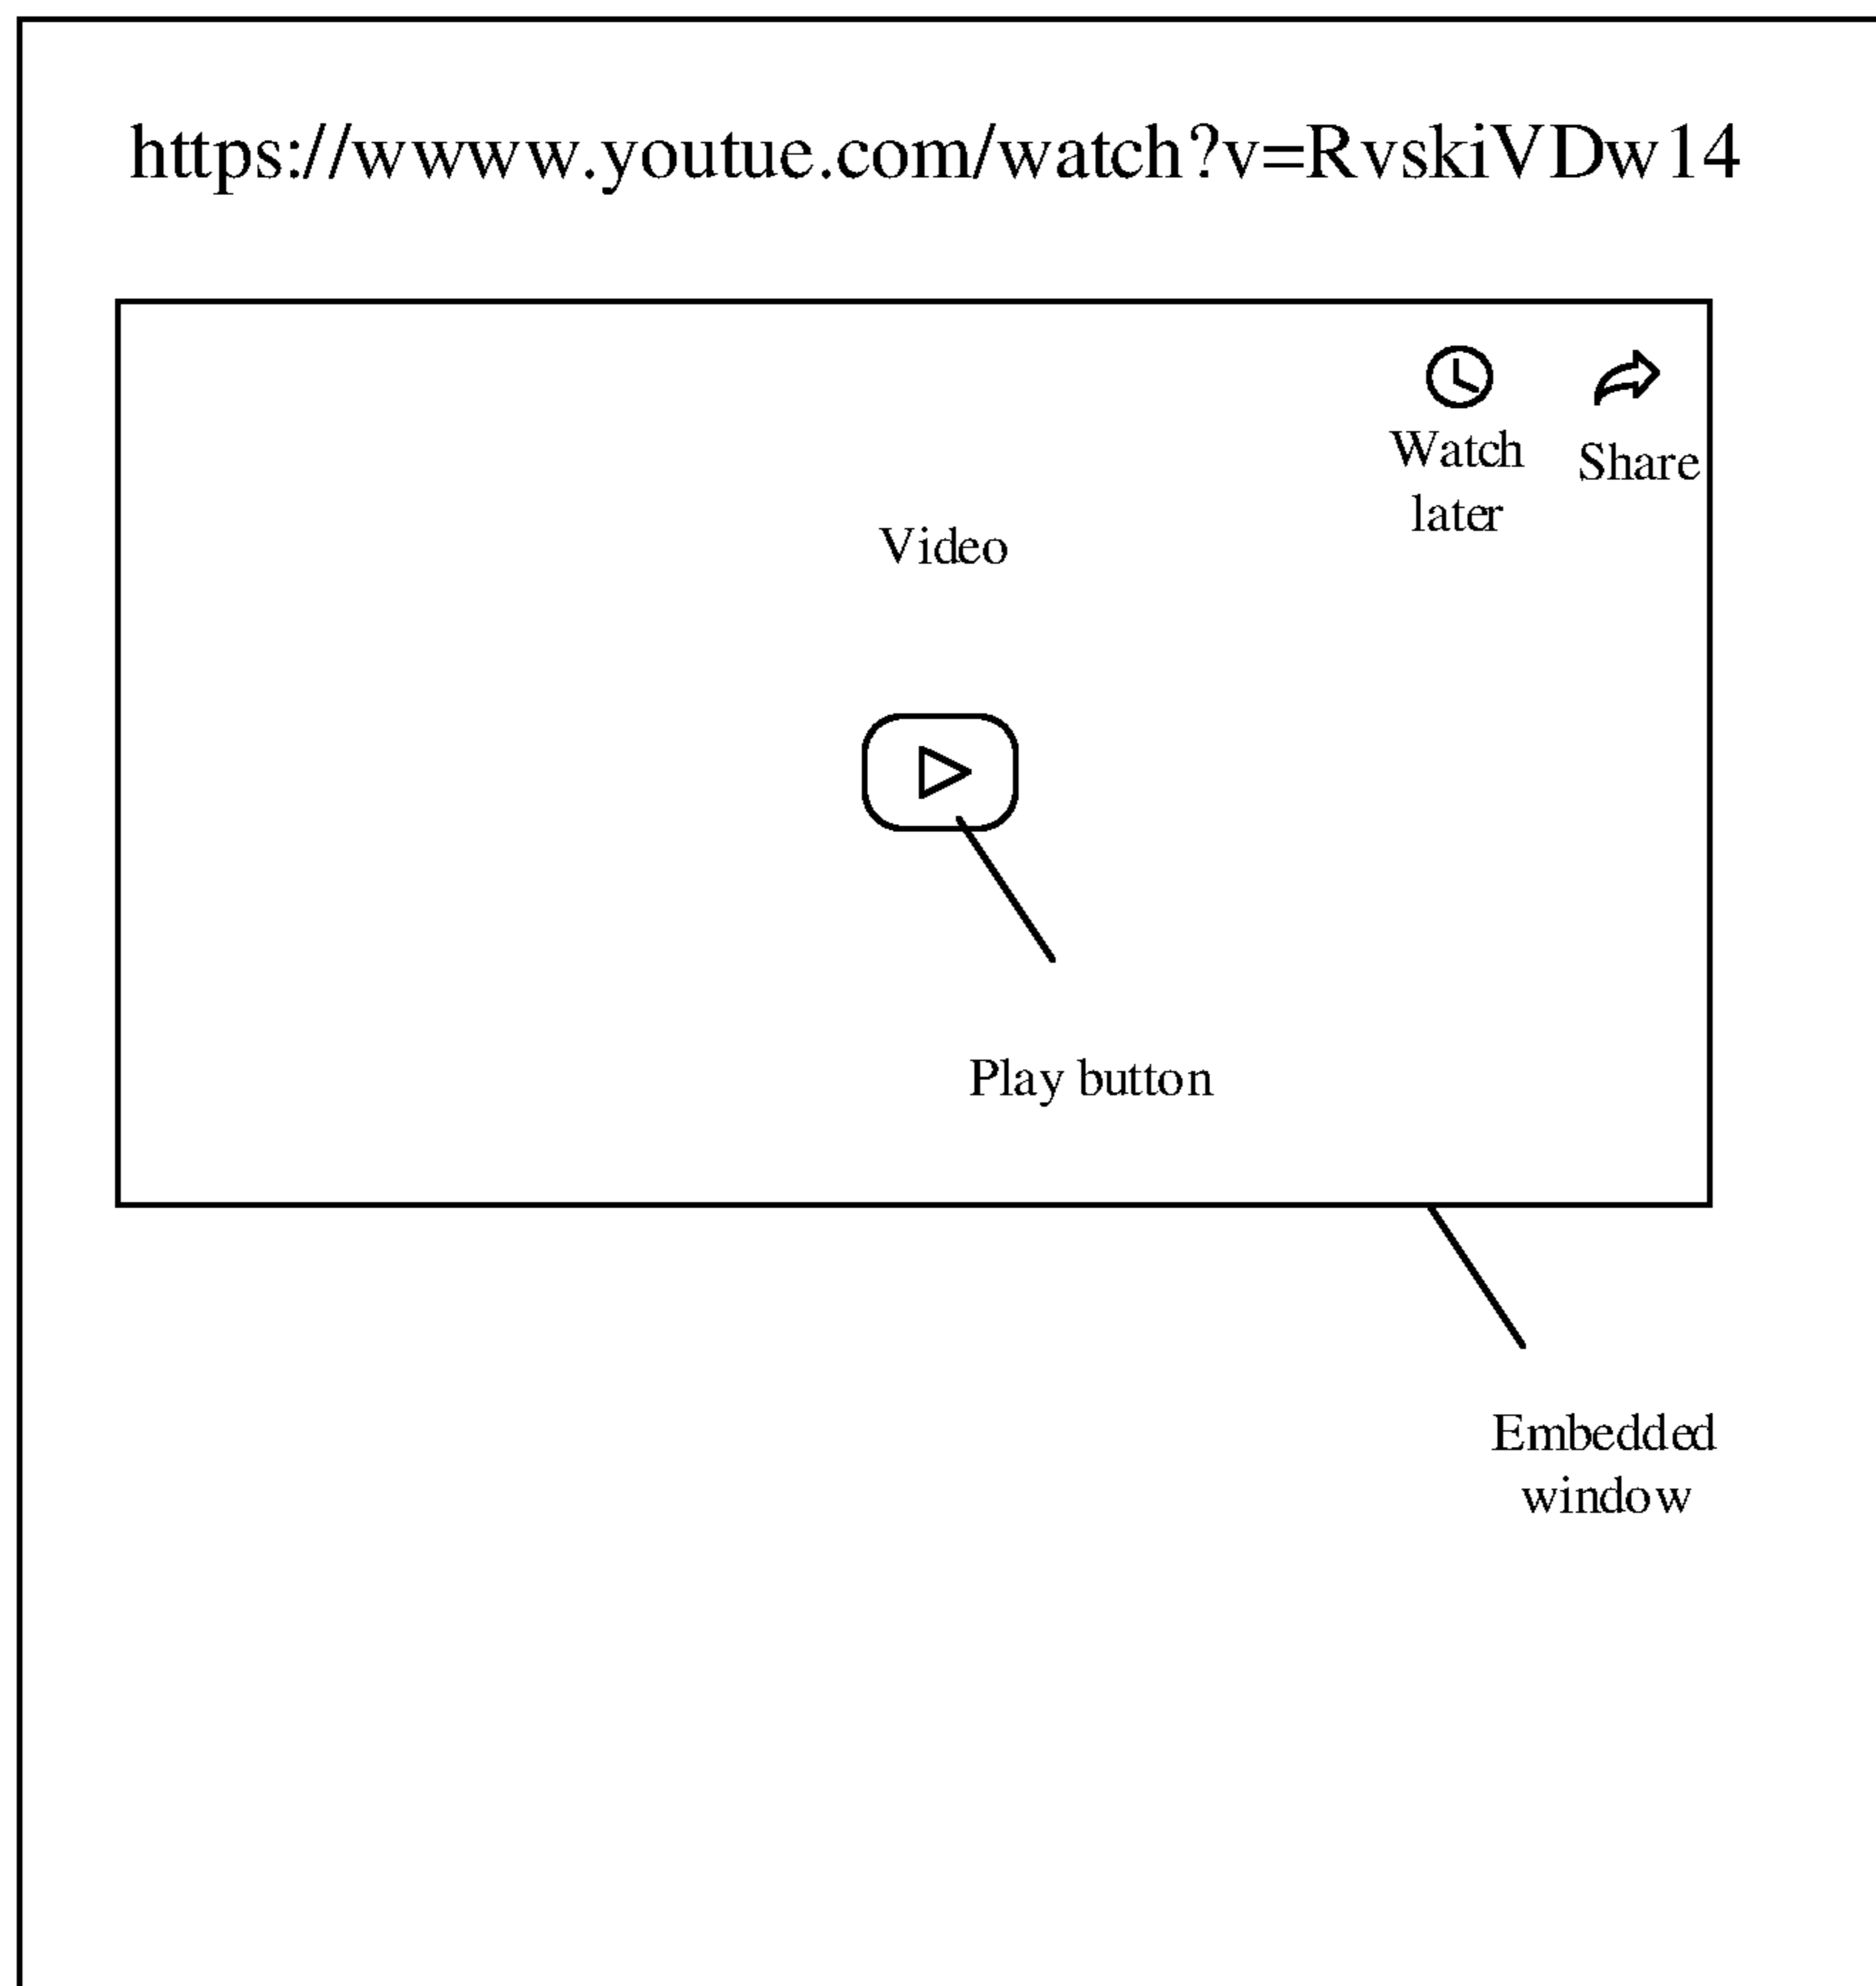 https://wwww.youtue.com/watch?v=RvskiVDw14
Watch
later
Share
Video
Play button
Embedded
window